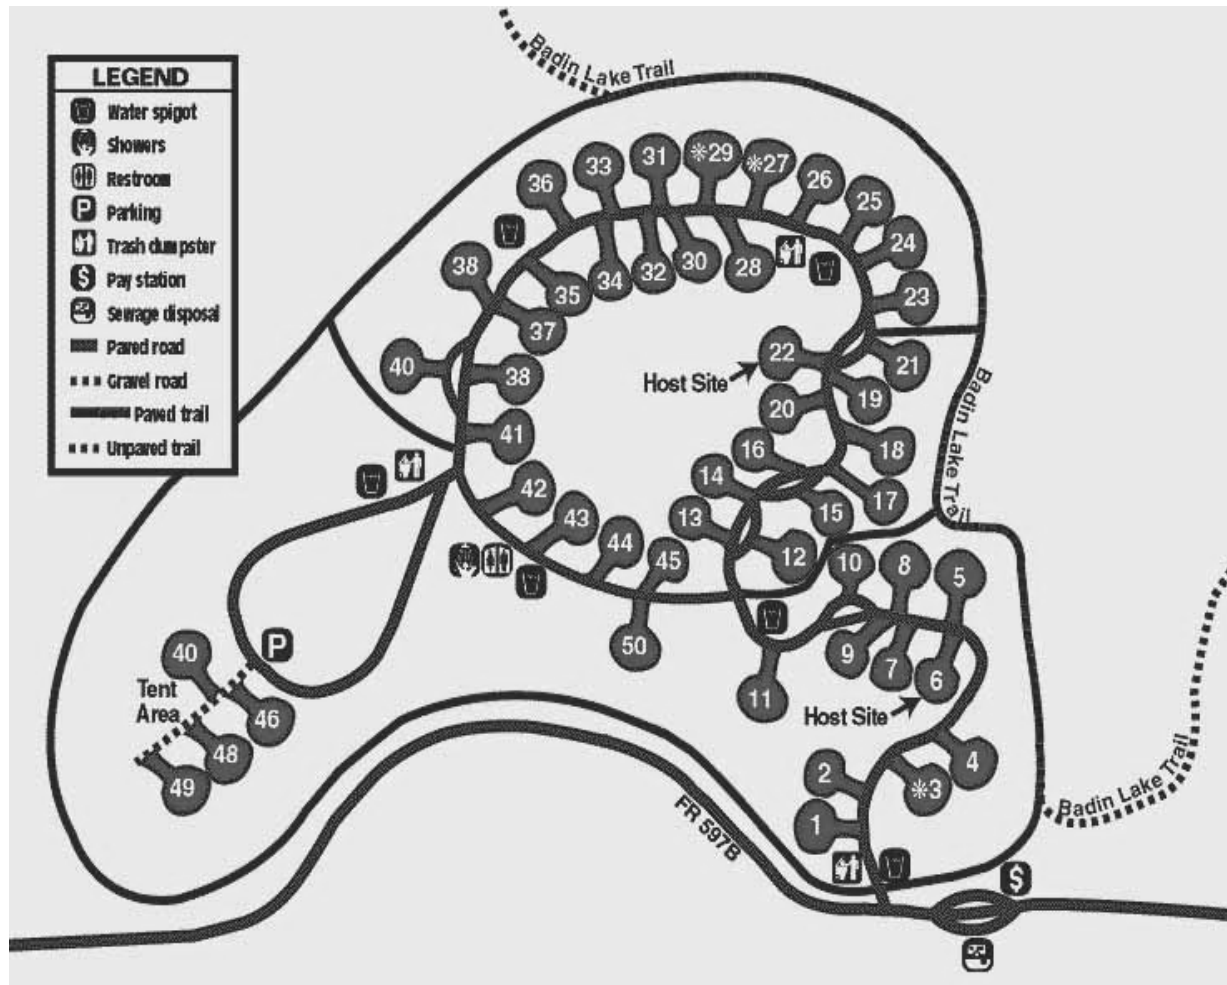 Badin Lake Trail
LEGEND
Water spigot
Showers
Restroom
P Parking
Trash dumpster
$ Pay station
Sewage disposal
Paved road
Gravel road
Paved trail
Unpaved trail
36
33
31
*29
*27
26
25
24
23
38
35
34
32
30
28
37
40
38
22
21
Host Site
19
20
41
18
16
14
17
42
15
43
13
44
12
45
10
8
5
50
9
7
6
11
Host Site
P
40
Tent
Area
46
48
49
4
2
*3
1
Badin Lake Trail
Badin Lake Trail
FR 597B
$